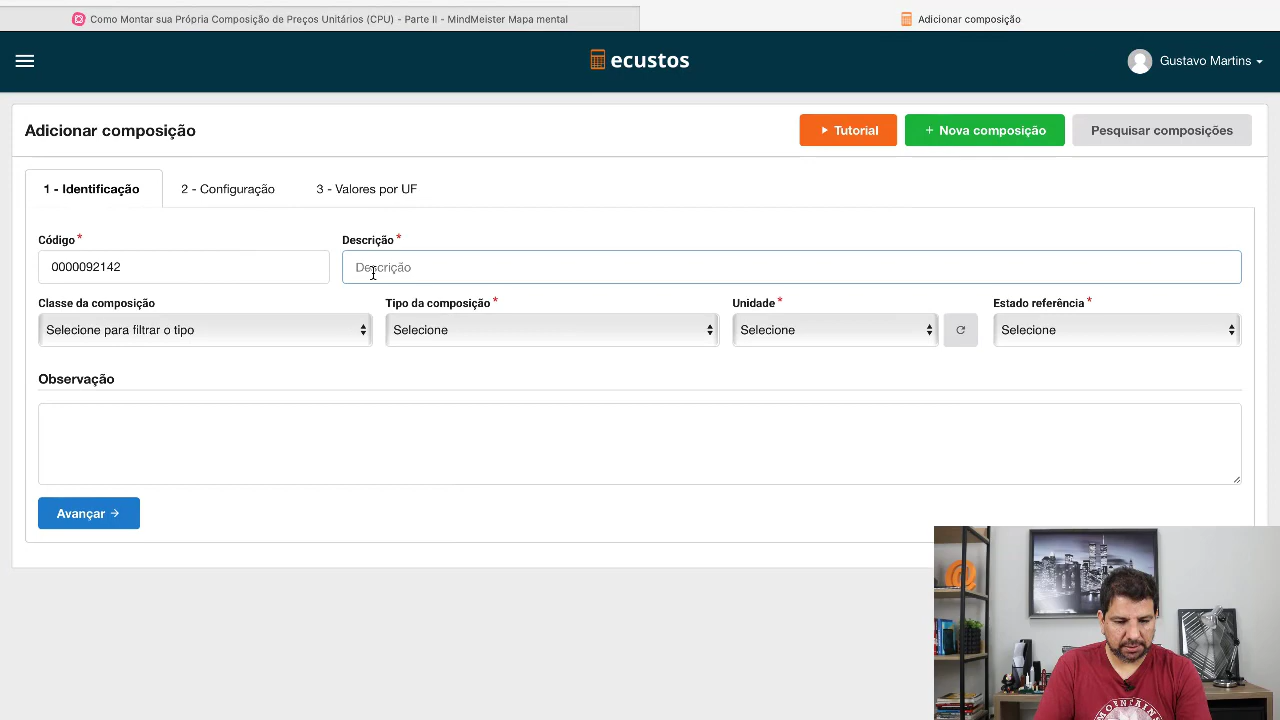 Como Montar sua Própria Composição de Preços Unitários (CPU) - Parte II - MindMeister Mapa mental
Adicionar composição
ecustos
Gustavo Martins
Adicionar composição
Tutorial
+ Nova composição
Pesquisar composições
1 - Identificação
2 - Configuração
3 - Valores por UF
Código *
Descrição *
0000092142
Descrição
Classe da composição
Tipo da composição *
Unidade *
Estado referência *
Selecione para filtrar o tipo
Selecione
Selecione
Selecione
Observação
Avançar →